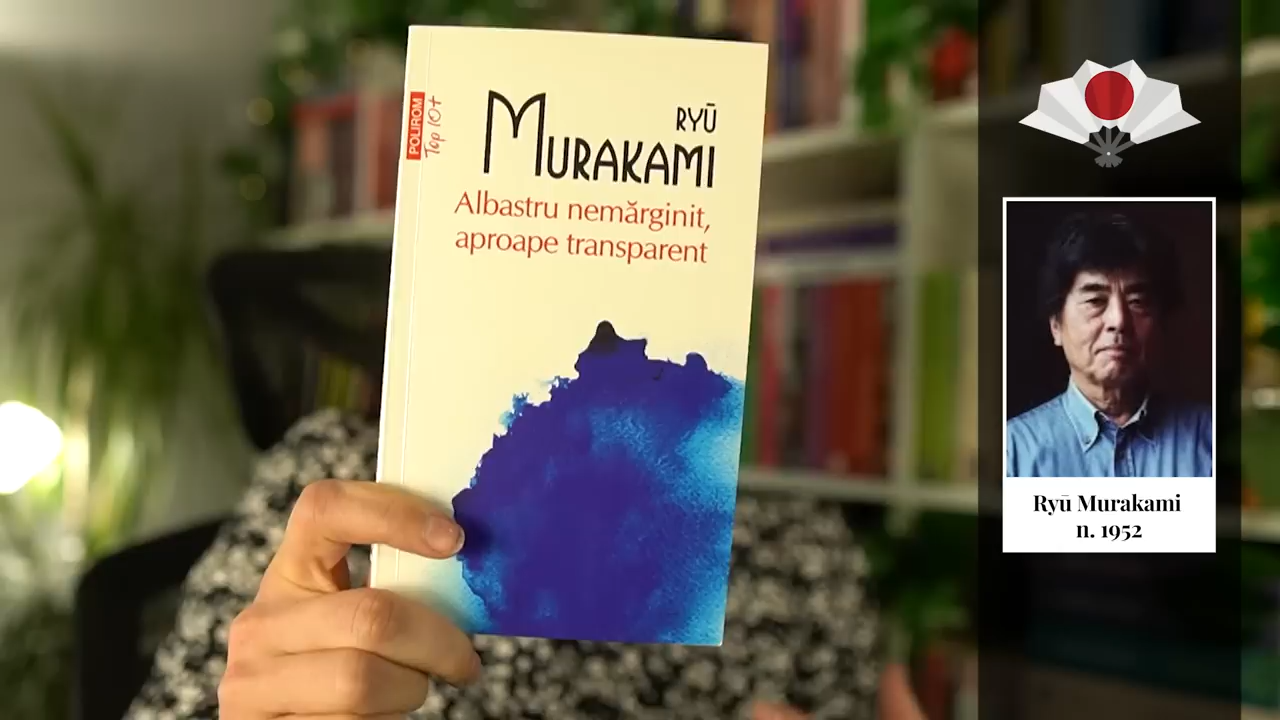 POLIROM
Top 10+
RYŪ
MURAKAMI
Albastru nemărginit,
aproape transparent
Ryū Murakami
n. 1952